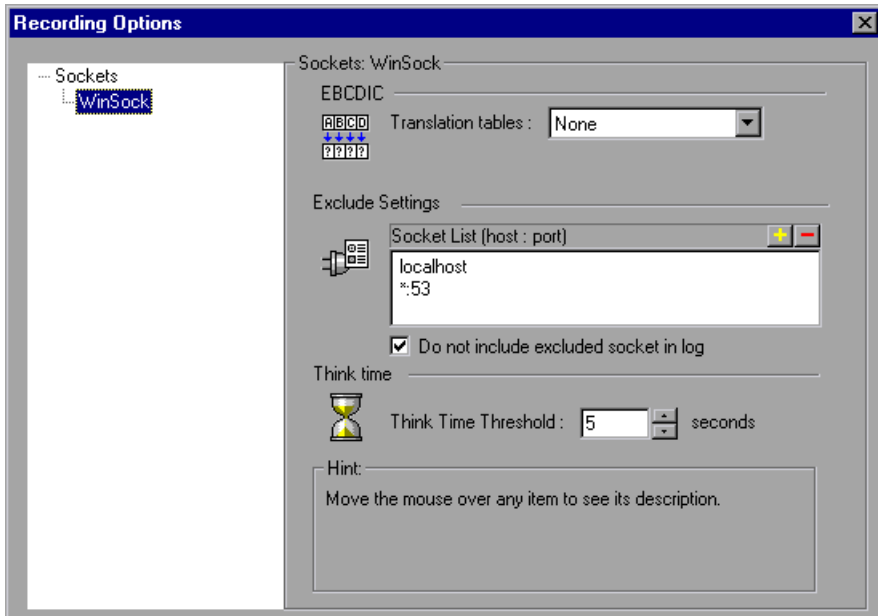 Recording Options
Sockets
WinSock
Sockets: WinSock
EBCDIC
ABCD
????
Translation tables :
None
Exclude Settings
Socket List (host : port)
localhost
*:53
Do not include excluded socket in log
Think time
Think Time Threshold :
5
seconds
Hint:
Move the mouse over any item to see its description.